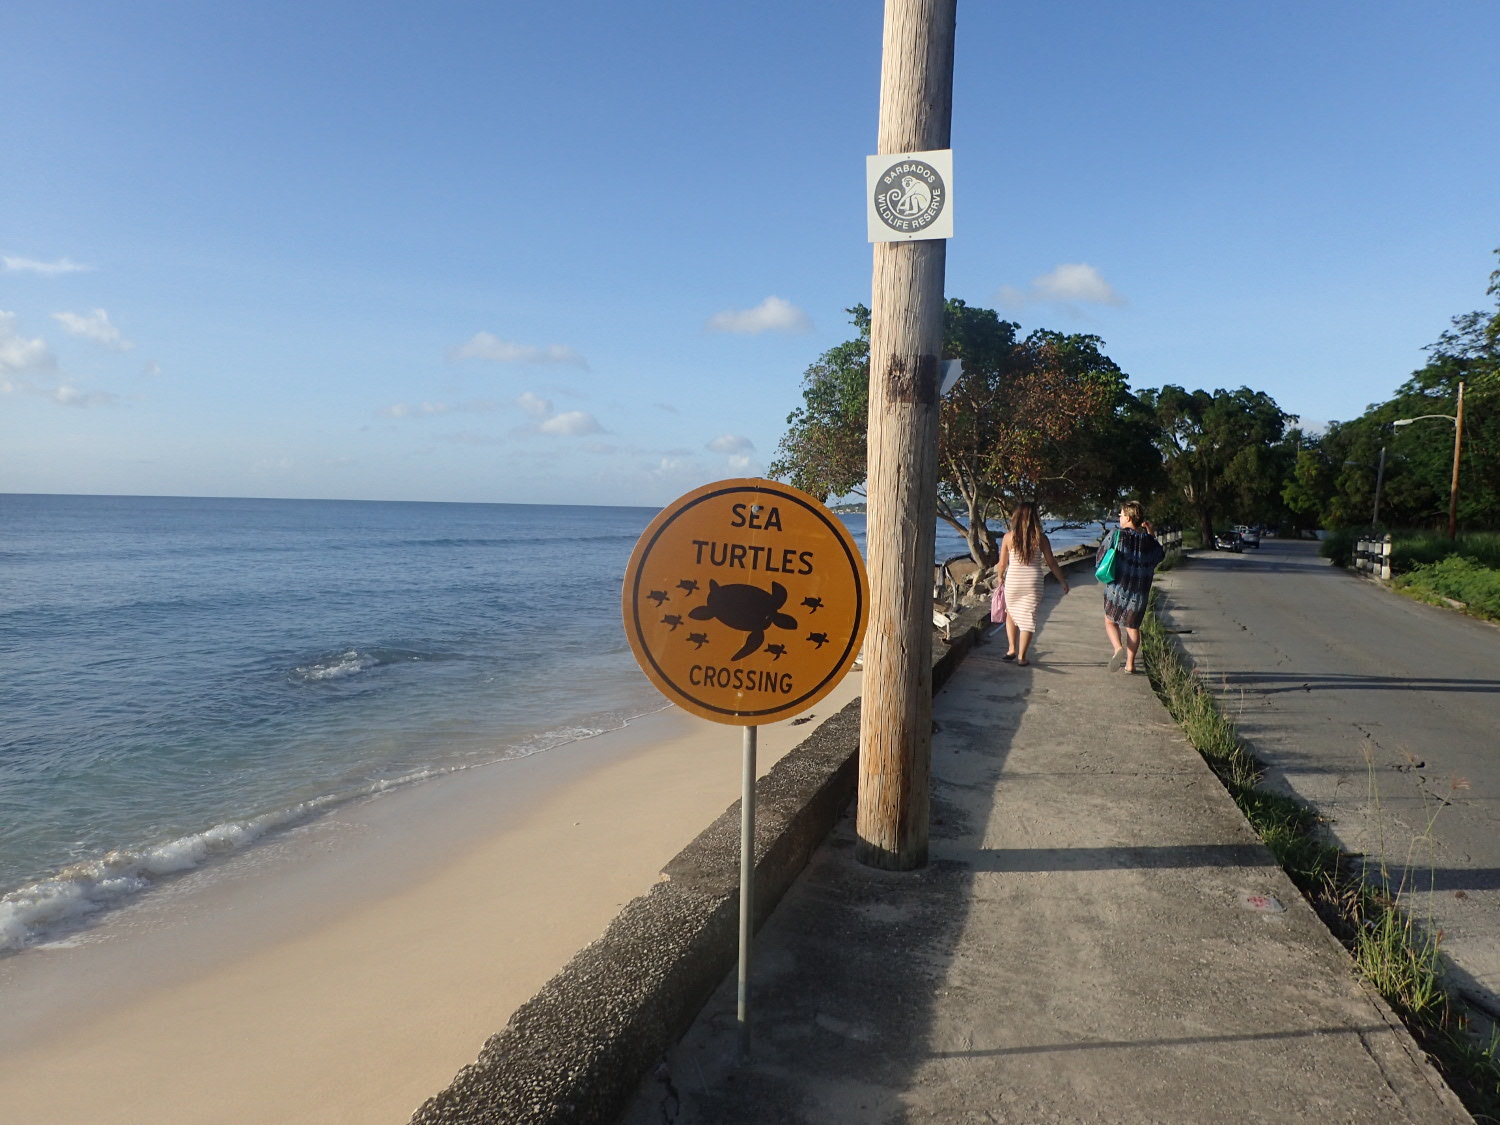 BARBADOS
WILDLIFE RESERVE
SEA
TURTLES
CROSSING